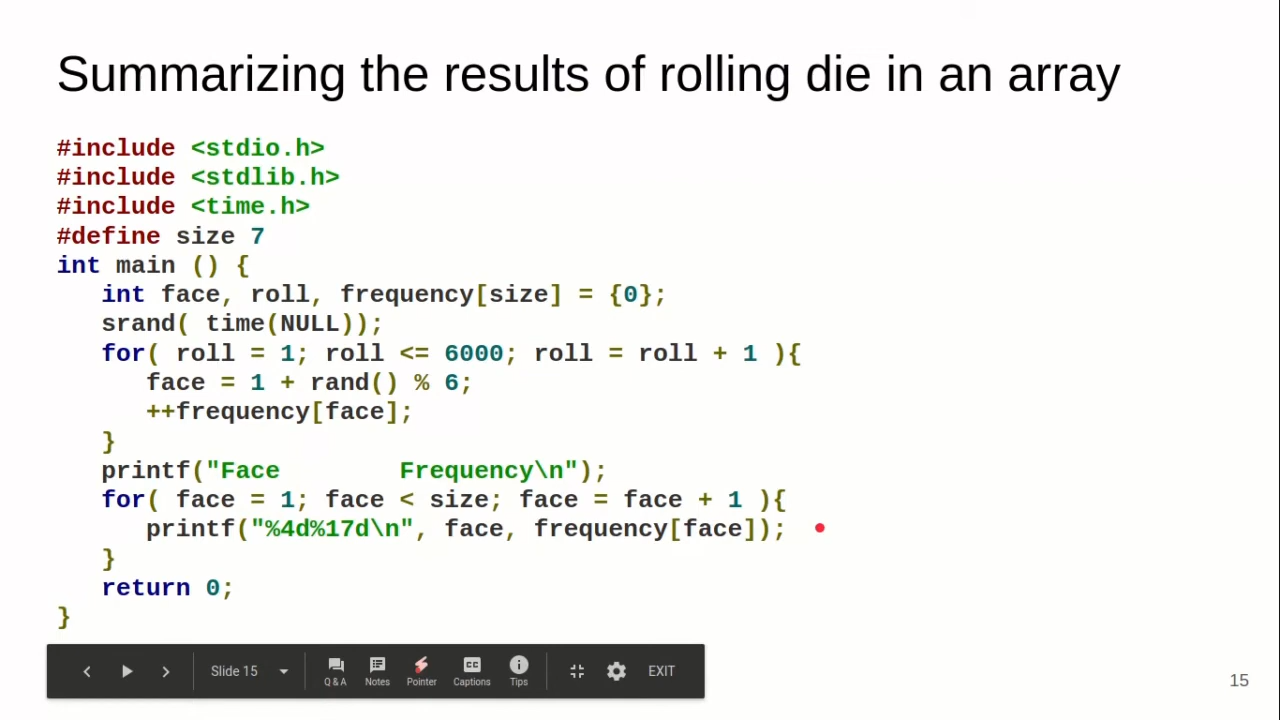 Summarizing the results of rolling die in an array
#include <stdio.h>
#include <stdlib.h>
#include <time.h>
#define size 7
int main () {
   int face, roll, frequency[size] = {0};
   srand( time(NULL));
   for( roll = 1; roll <= 6000; roll = roll + 1 ){
      face = 1 + rand() % 6;
      ++frequency[face];
   }
   printf("Face        Frequency\n");
   for( face = 1; face < size; face = face + 1 ){
      printf("%4d%17d\n", face, frequency[face]);
   }
   return 0;
}
Slide 15 Q & A Notes Pointer CC Captions Tips EXIT
15